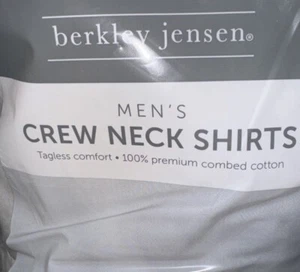 berkley jensen®
MEN'S
CREW NECK SHIRTS
Tagless comfort • 100% premium combed cotton